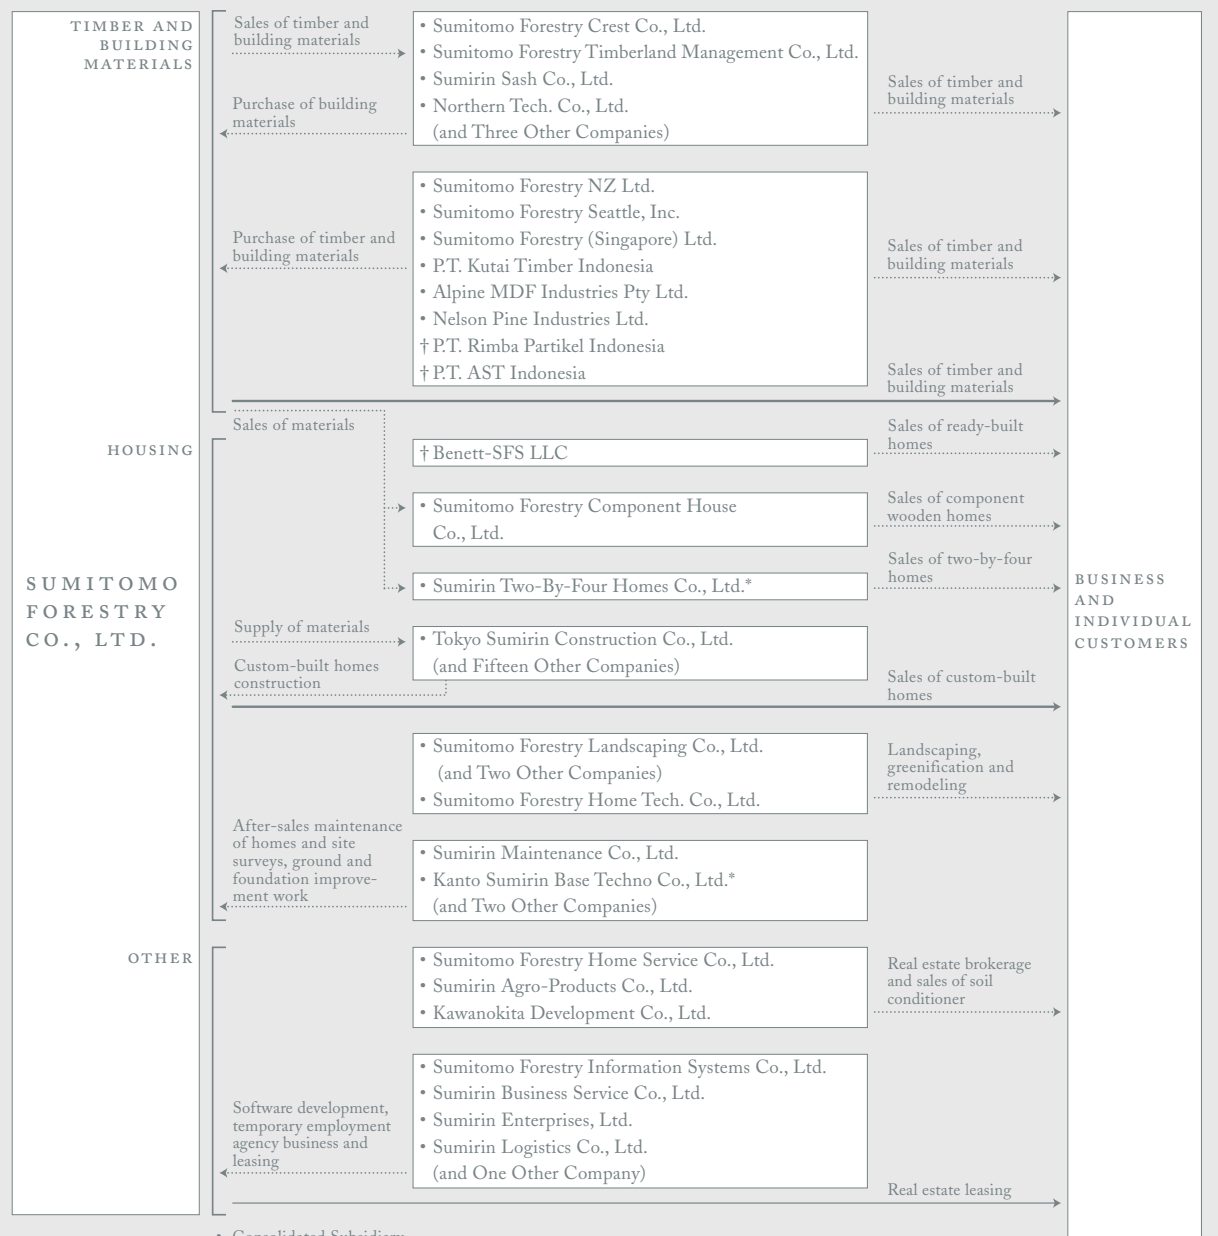 TIMBER AND
BUILDING
MATERIALS
Sales of timber and
building materials
Purchase of building
materials
• Sumitomo Forestry Crest Co., Ltd.
• Sumitomo Forestry Timberland Management Co., Ltd.
• Sumirin Sash Co., Ltd.
• Northern Tech. Co., Ltd.
(and Three Other Companies)
Sales of timber and
building materials
Purchase of timber and
building materials
• Sumitomo Forestry NZ Ltd.
• Sumitomo Forestry Seattle, Inc.
• Sumitomo Forestry (Singapore) Ltd.
• P.T. Kutai Timber Indonesia
• Alpine MDF Industries Pty Ltd.
• Nelson Pine Industries Ltd.
† P.T. Rimba Partikel Indonesia
† P.T. AST Indonesia
Sales of timber and
building materials
Sales of timber and
building materials
Sales of materials
HOUSING
† Benett-SFS LLC
Sales of ready-built
homes
• Sumitomo Forestry Component House
Co., Ltd.
Sales of component
wooden homes
• Sumirin Two-By-Four Homes Co., Ltd.*
Sales of two-by-four
homes
SUMITOMO
FORESTRY
CO., LTD.
BUSINESS
AND
INDIVIDUAL
CUSTOMERS
Supply of materials
Custom-built homes
construction
• Tokyo Sumirin Construction Co., Ltd.
(and Fifteen Other Companies)
Sales of custom-built
homes
• Sumitomo Forestry Landscaping Co., Ltd.
(and Two Other Companies)
• Sumitomo Forestry Home Tech. Co., Ltd.
Landscaping,
greenification and
remodeling
After-sales maintenance
of homes and site
surveys, ground and
foundation improve-
ment work
• Sumirin Maintenance Co., Ltd.
• Kanto Sumirin Base Techno Co., Ltd.*
(and Two Other Companies)
OTHER
• Sumitomo Forestry Home Service Co., Ltd.
• Sumirin Agro-Products Co., Ltd.
• Kawanokita Development Co., Ltd.
Real estate brokerage
and sales of soil
conditioner
Software development,
temporary employment
agency business and
leasing
• Sumitomo Forestry Information Systems Co., Ltd.
• Sumirin Business Service Co., Ltd.
• Sumirin Enterprises, Ltd.
• Sumirin Logistics Co., Ltd.
(and One Other Company)
Real estate leasing
• Consolidated Subsidiary